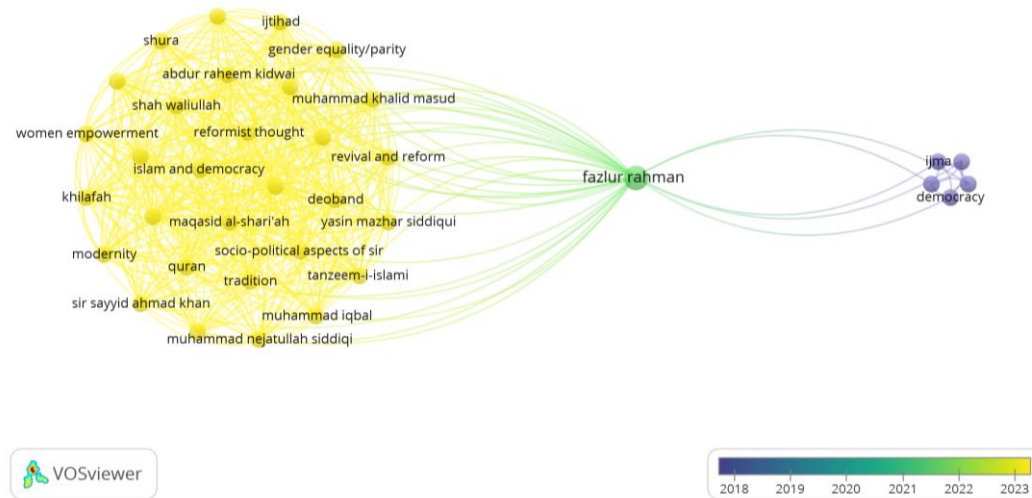 ijtihad
shura
gender equality/parity
abdur raheem kidwai
muhammad khalid masud
shah waliullah
women empowerment
reformist thought
revival and reform
ijma
islam and democracy
fazlur rahman
khilafah
deoband
democracy
maqasid al-shari'ah
yasin mazhar siddiqui
modernity
socio-political aspects of sir
quran
tanzeem-i-islami
tradition
sir sayyid ahmad khan
muhammad iqbal
muhammad nejatullah siddiqi
VOSviewer
2018 2019 2020 2021 2022 2023